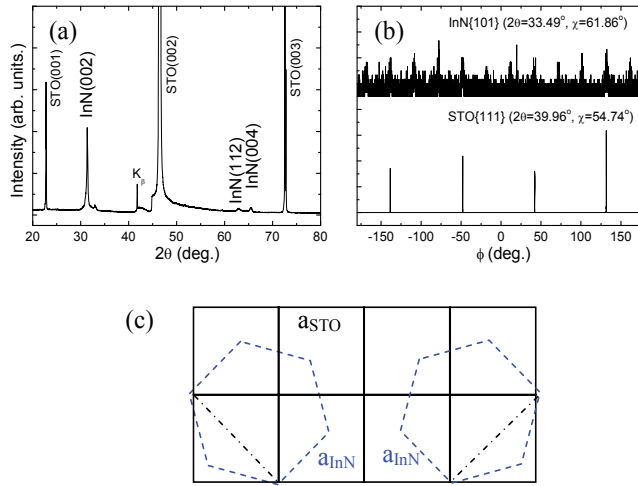 (a)
Intensity (arb. units.)
STO(001)
InN(002)
K β
STO(002)
InN(112)
InN(004)
STO(003)
20 30 40 50 60 70 80
2θ (deg.)
(b)
InN{101} (2θ=33.49°, χ=61.86°)
STO{111} (2θ=39.96°, χ=54.74°)
-150 -100 -50 0 50 100 150
ϕ (deg.)
(c)
aSTO
aInN aInN